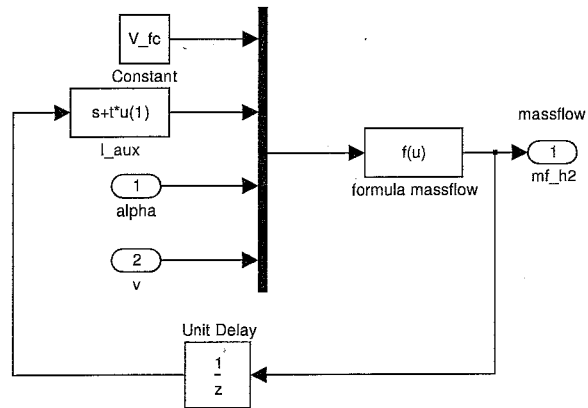 V_fc
Constant
s+t*u(1)
I_aux
1
alpha
2
v
f(u)
formula massflow
massflow
1
mf_h2
Unit Delay
1
z